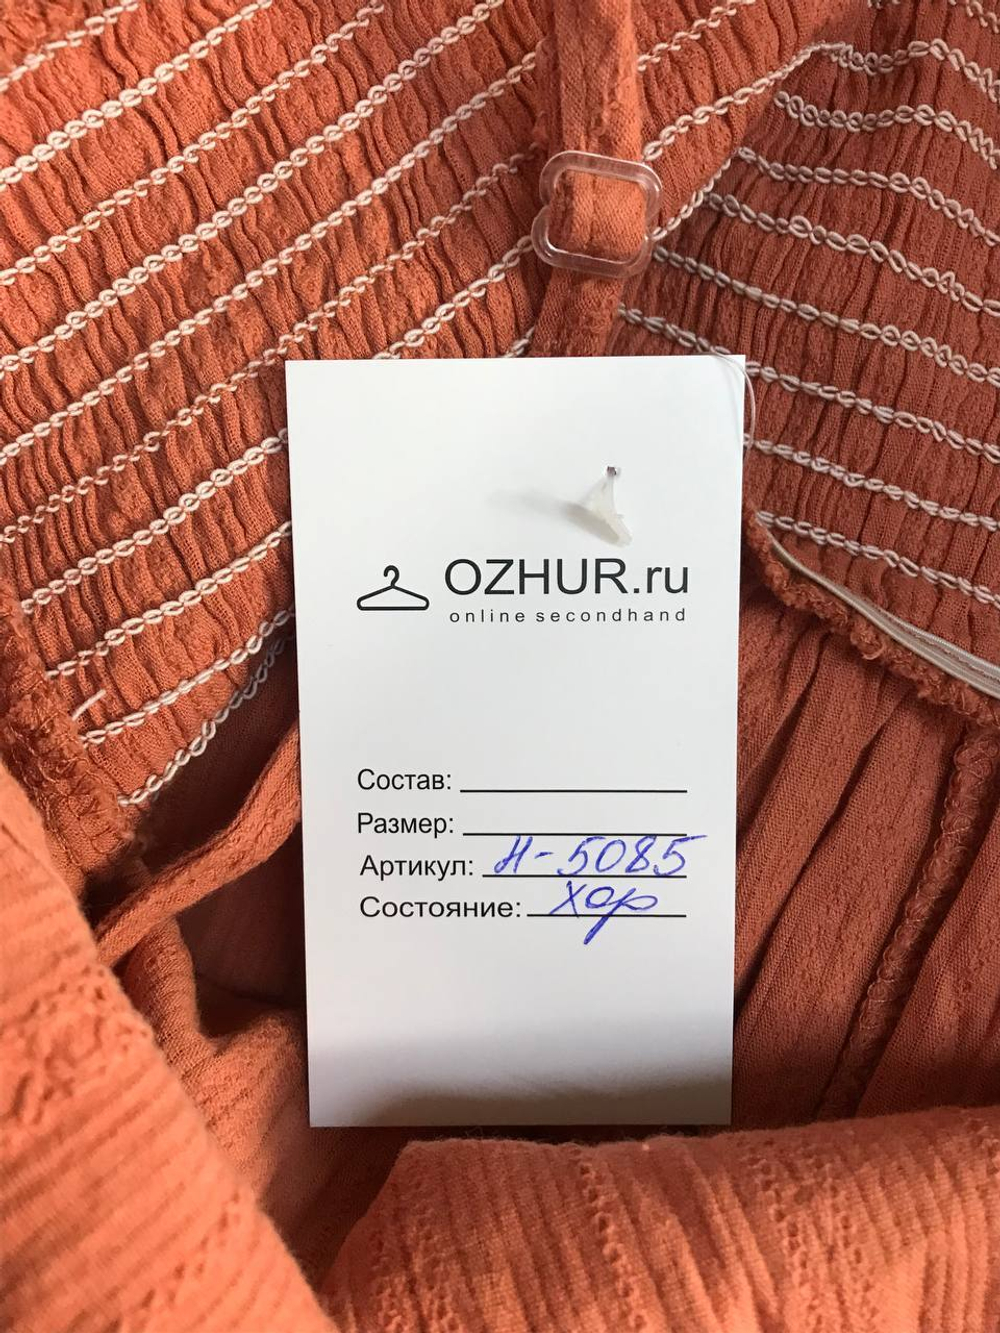 OZHUR.ru
online secondhand
Состав:
Размер:
Артикул: Н-5085
Состояние: хор